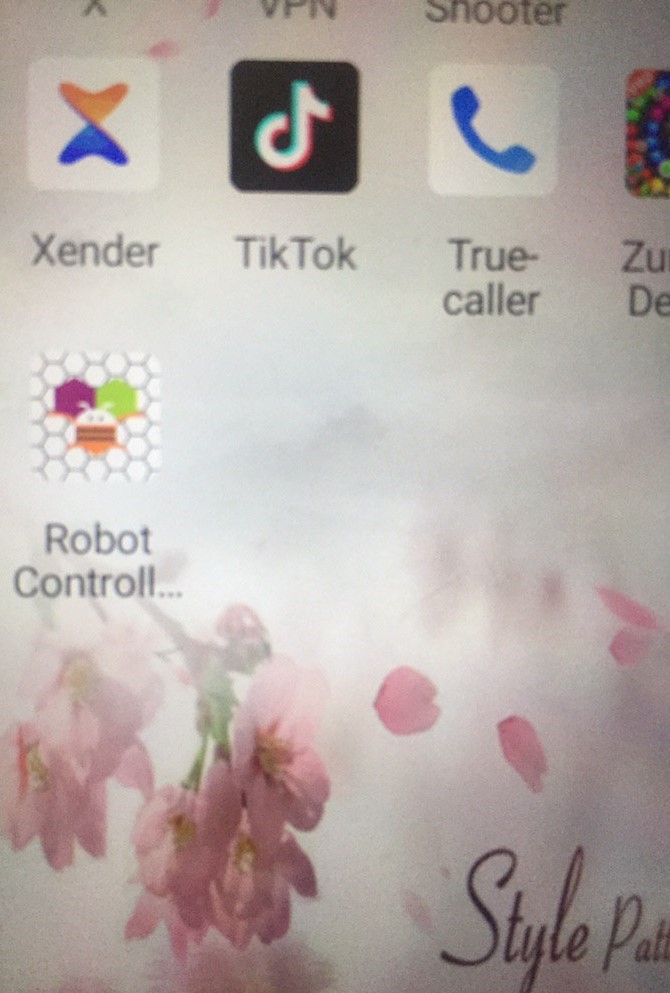 X VPN Shooter
Xender TikTok True-
caller
Robot
Controll...
Style